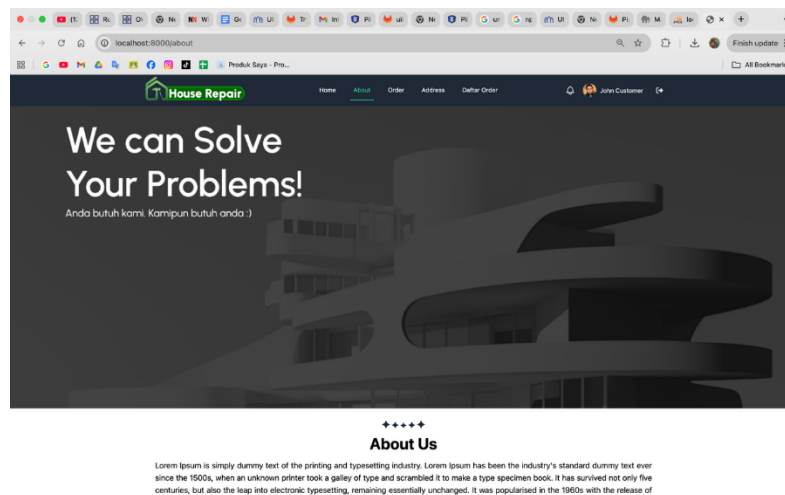 localhost:8000/about
Finish update
Produk Saya - Pro...
All Bookmark
House Repair
Home About Order Address Daftar Order
John Customer
We can Solve
Your Problems!
Anda butuh kami. Kamipun butuh anda :)
About Us
Lorem Ipsum is simply dummy text of the printing and typesetting industry. Lorem Ipsum has been the industry's standard dummy text ever
since the 1500s, when an unknown printer took a galley of type and scrambled it to make a type specimen book. It has survived not only five
centuries, but also the leap into electronic typesetting, remaining essentially unchanged. It was popularised in the 1960s with the release of